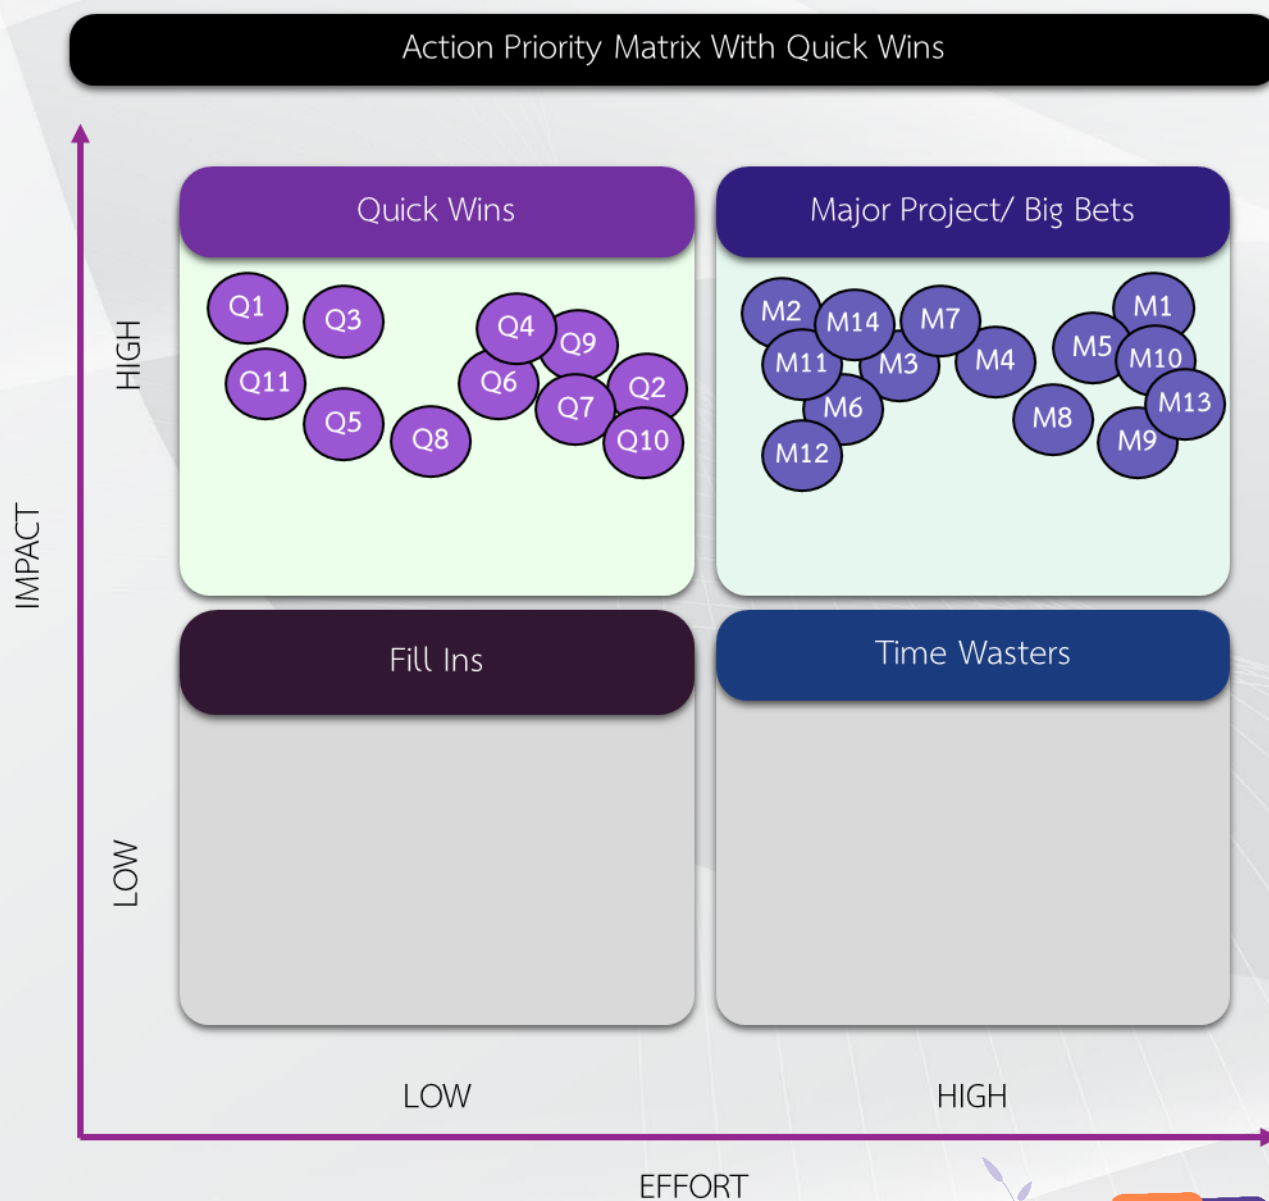 Action Priority Matrix With Quick Wins
Quick Wins
Major Project/ Big Bets
Q1
Q3
Q4
Q9
Q11
Q6
Q2
Q5
Q7
Q8
Q10
M2
M14
M7
M1
M11
M3
M4
M5
M10
M6
M8
M13
M12
M9
HIGH
IMPACT
Fill Ins
Time Wasters
LOW
LOW
HIGH
EFFORT